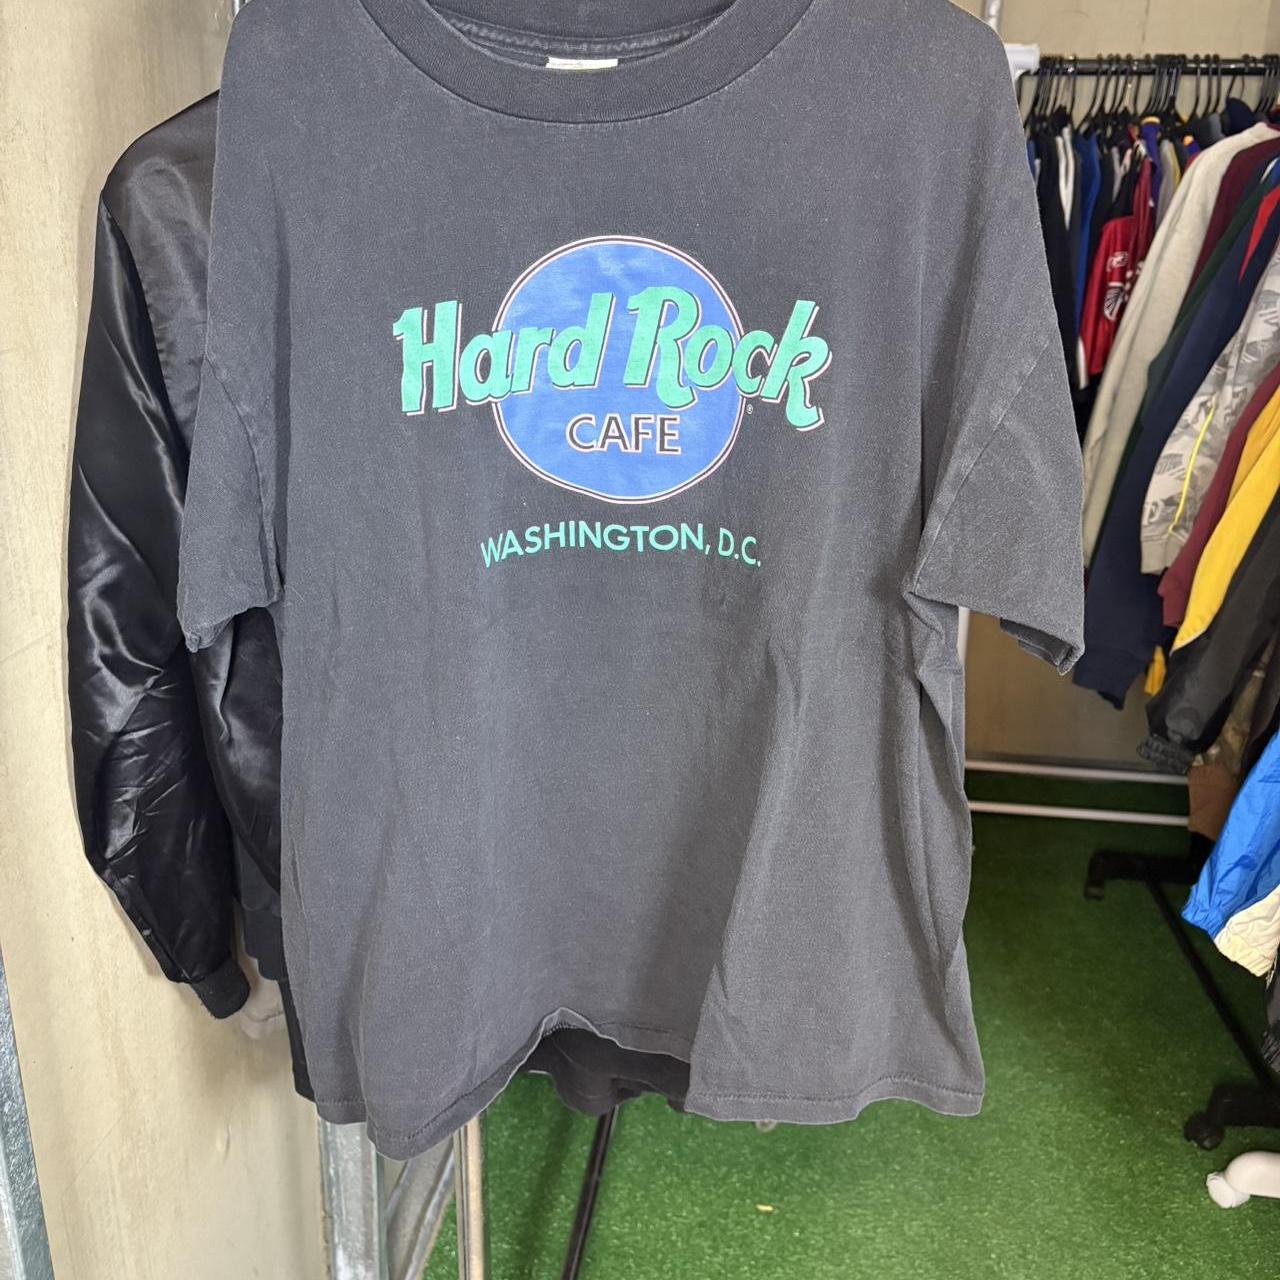 Hard Rock
CAFE
®
WASHINGTON, D.C.